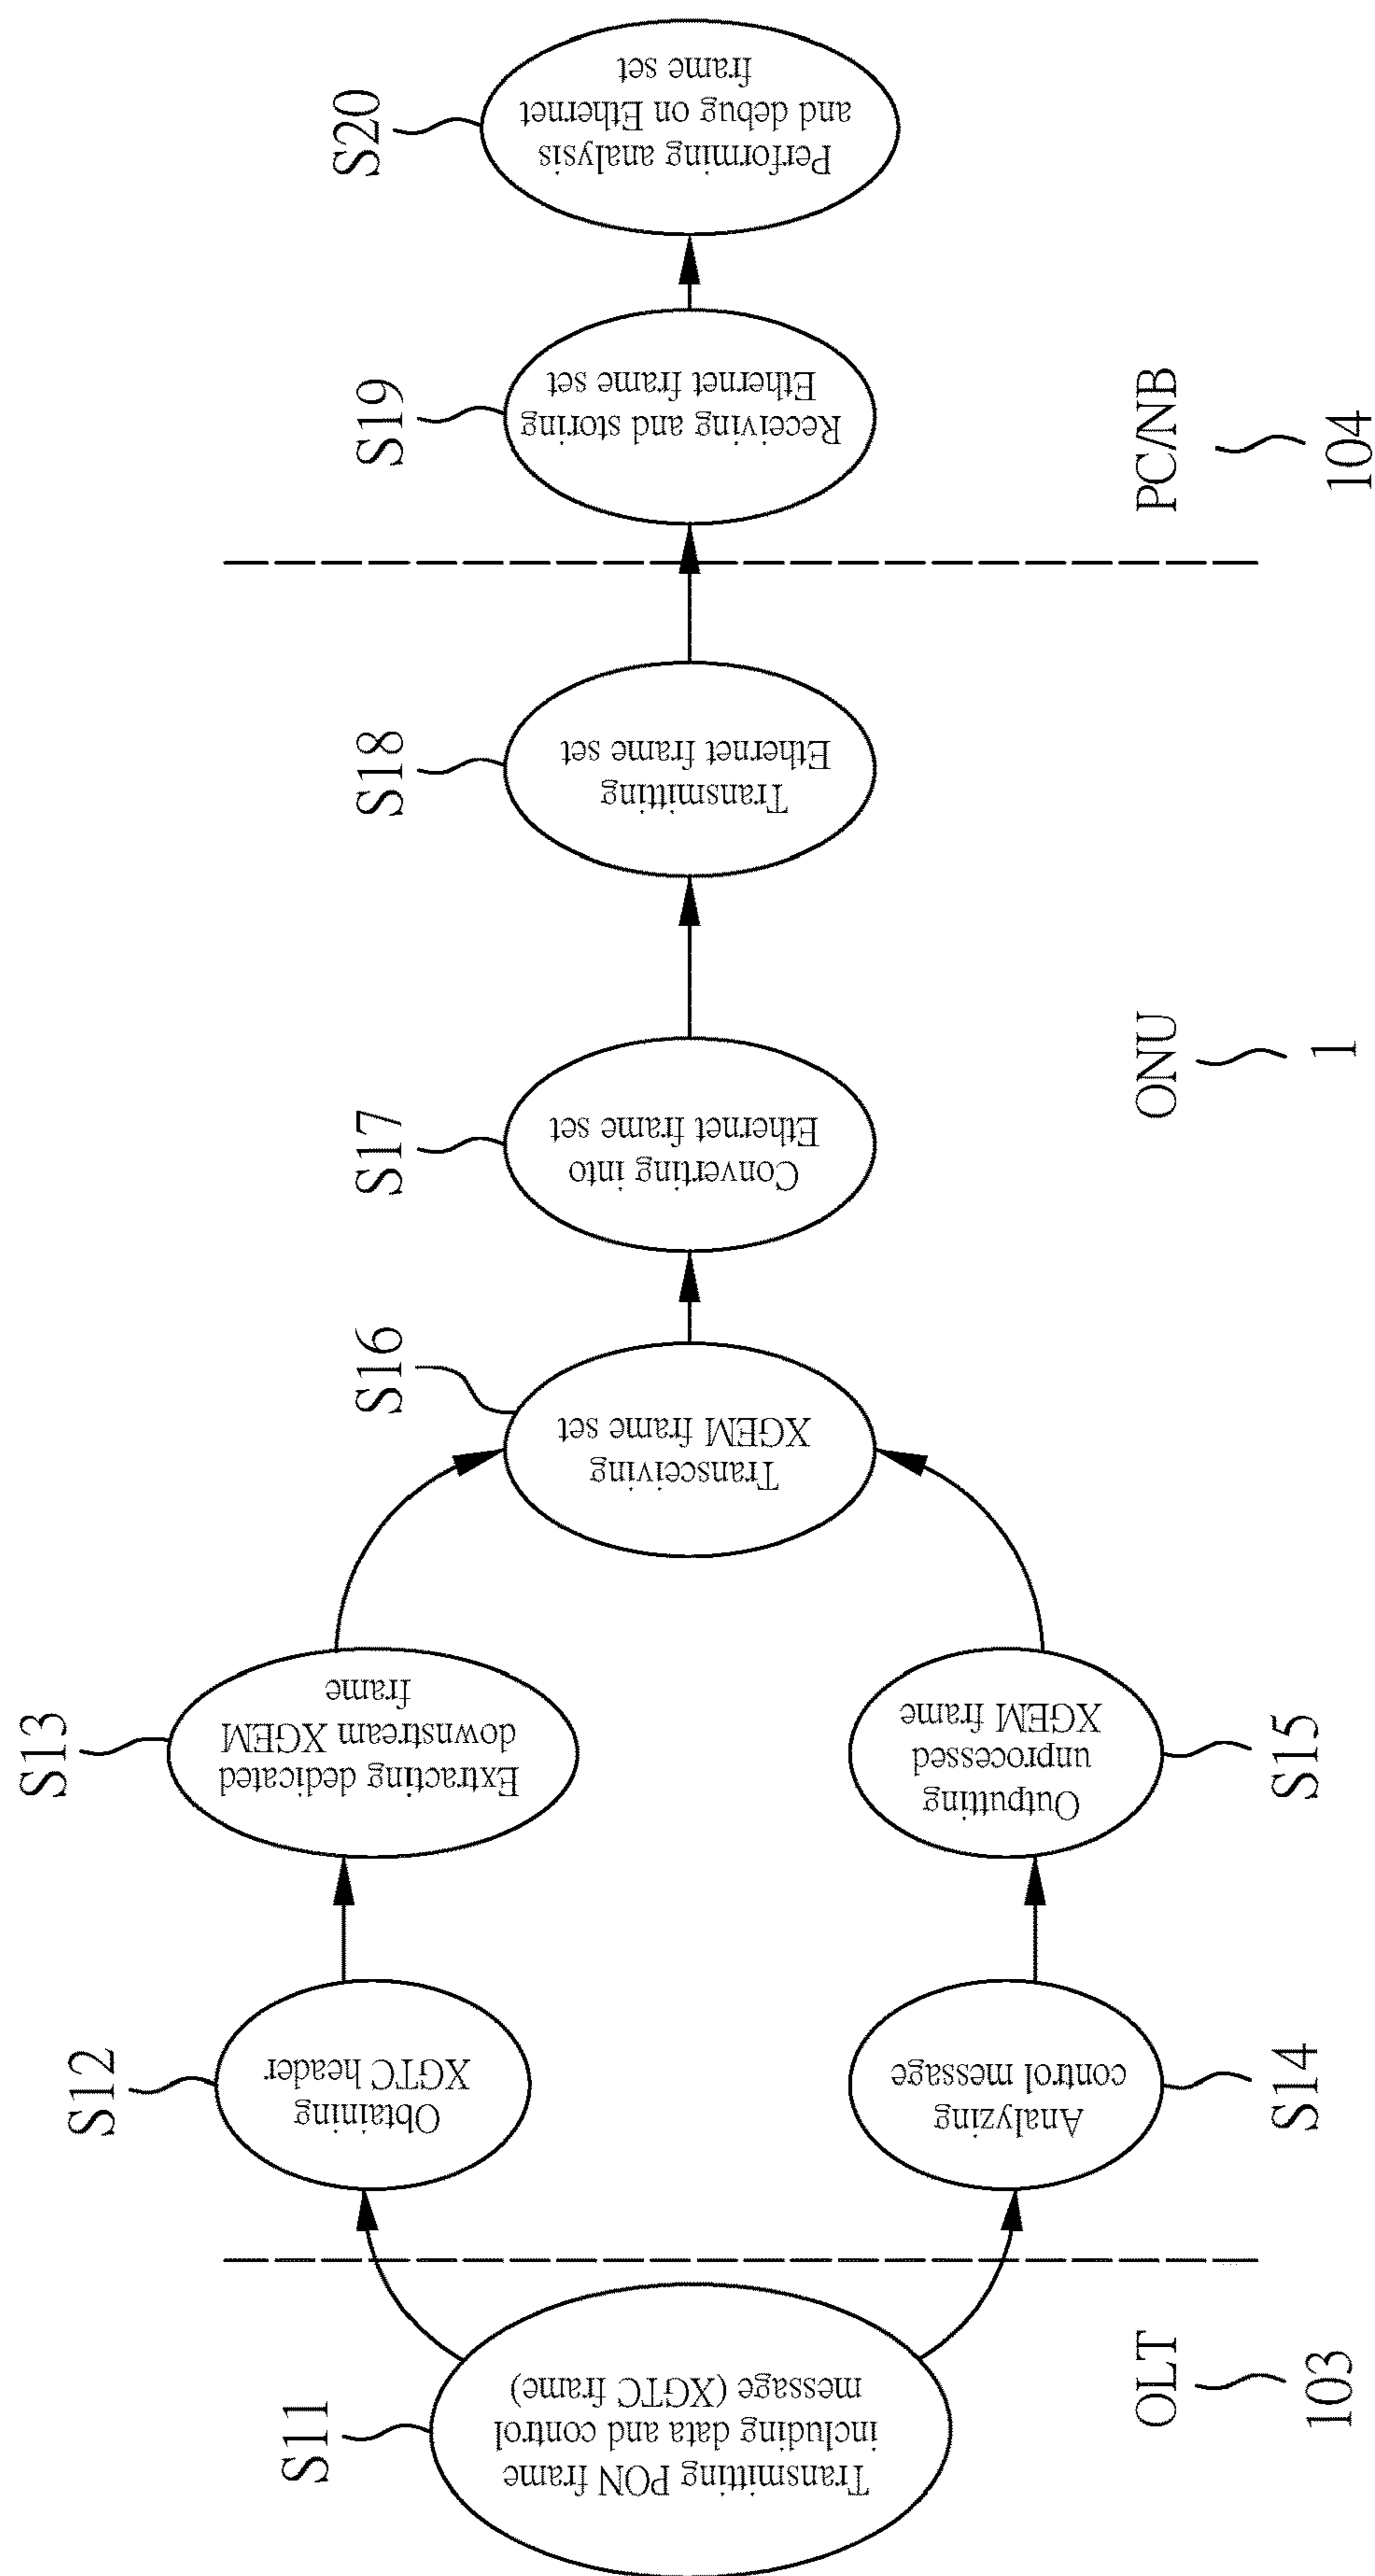 S11
Transmitting PON frame
including data and control
message (XGTC frame)
S12
Obtaining
XGTC header
S13
Extracting dedicated
downstream XGEM
frame
S14
Analyzing
control message
S15
Outputting
unprocessed
XGEM frame
S16
Transceiving
XGEM frame set
S17
Converting into
Ethernet frame set
S18
Transmitting
Ethernet frame set
S19
Receiving and storing
Ethernet frame set
S20
Performing analysis
and debug on Ethernet
frame set
OLT
103
ONU
1
PC/NB
104